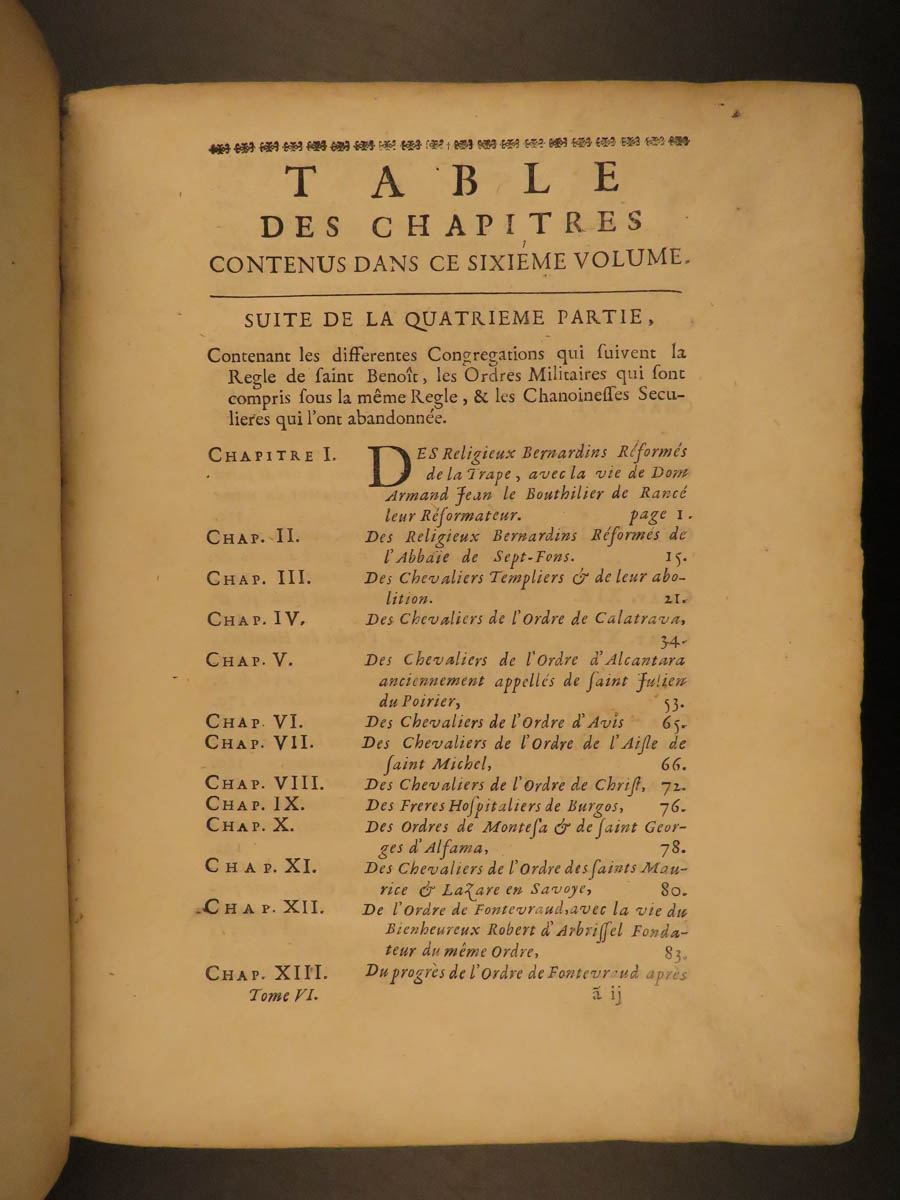 TABLE
DES CHAPITRES
CONTENUS DANS CE SIXIÉME VOLUME.
SUITE DE LA QUATRIEME PARTIE,
Contenant les differentes Congregations qui ſuivent la
Regle de ſaint Benoît, les Ordres Militaires qui ſont
compris ſous la même Regle, & les Chanoineſſes Secu-
lieres qui l'ont abandonnée.
CHAPITRE I. DES Religieux Bernardins Réformés
de la Trape, avec la vie de Dom
Armand Jean le Bouthilier de Rancé
leur Réformateur. page 1.
CHAP. II. Des Religieux Bernardins Réformés de
l'Abbaïe de Sept-Fons. 15.
CHAP. III. Des Chevaliers Templiers & de leur abo-
lition. 21.
CHAP. IV. Des Chevaliers de l'Ordre de Calatrava,
34.
CHAP. V. Des Chevaliers de l'Ordre d'Alcantara
anciennement appellés de ſaint Julien
du Poirier, 53.
CHAP. VI. Des Chevaliers de l'Ordre d'Avis 65.
CHAP. VII. Des Chevaliers de l'Ordre de l'Aiſle de
ſaint Michel, 66.
CHAP. VIII. Des Chevaliers de l'Ordre de Chriſt, 72.
CHAP. IX. Des Freres Hoſpitaliers de Burgos, 76.
CHAP. X. Des Ordres de Monteſa & de ſaint Geor-
ges d'Alfama, 78.
CHAP. XI. Des Chevaliers de l'Ordre des ſaints Mau-
rice & Lazare en Savoye, 80.
CHAP. XII. De l'Ordre de Fontevraud, avec la vie du
Bienheureux Robert d'Arbriſſel Fonda-
teur du même Ordre, 83.
CHAP. XIII. Du progrès de l'Ordre de Fontevraud après
Tome VI. ã ij